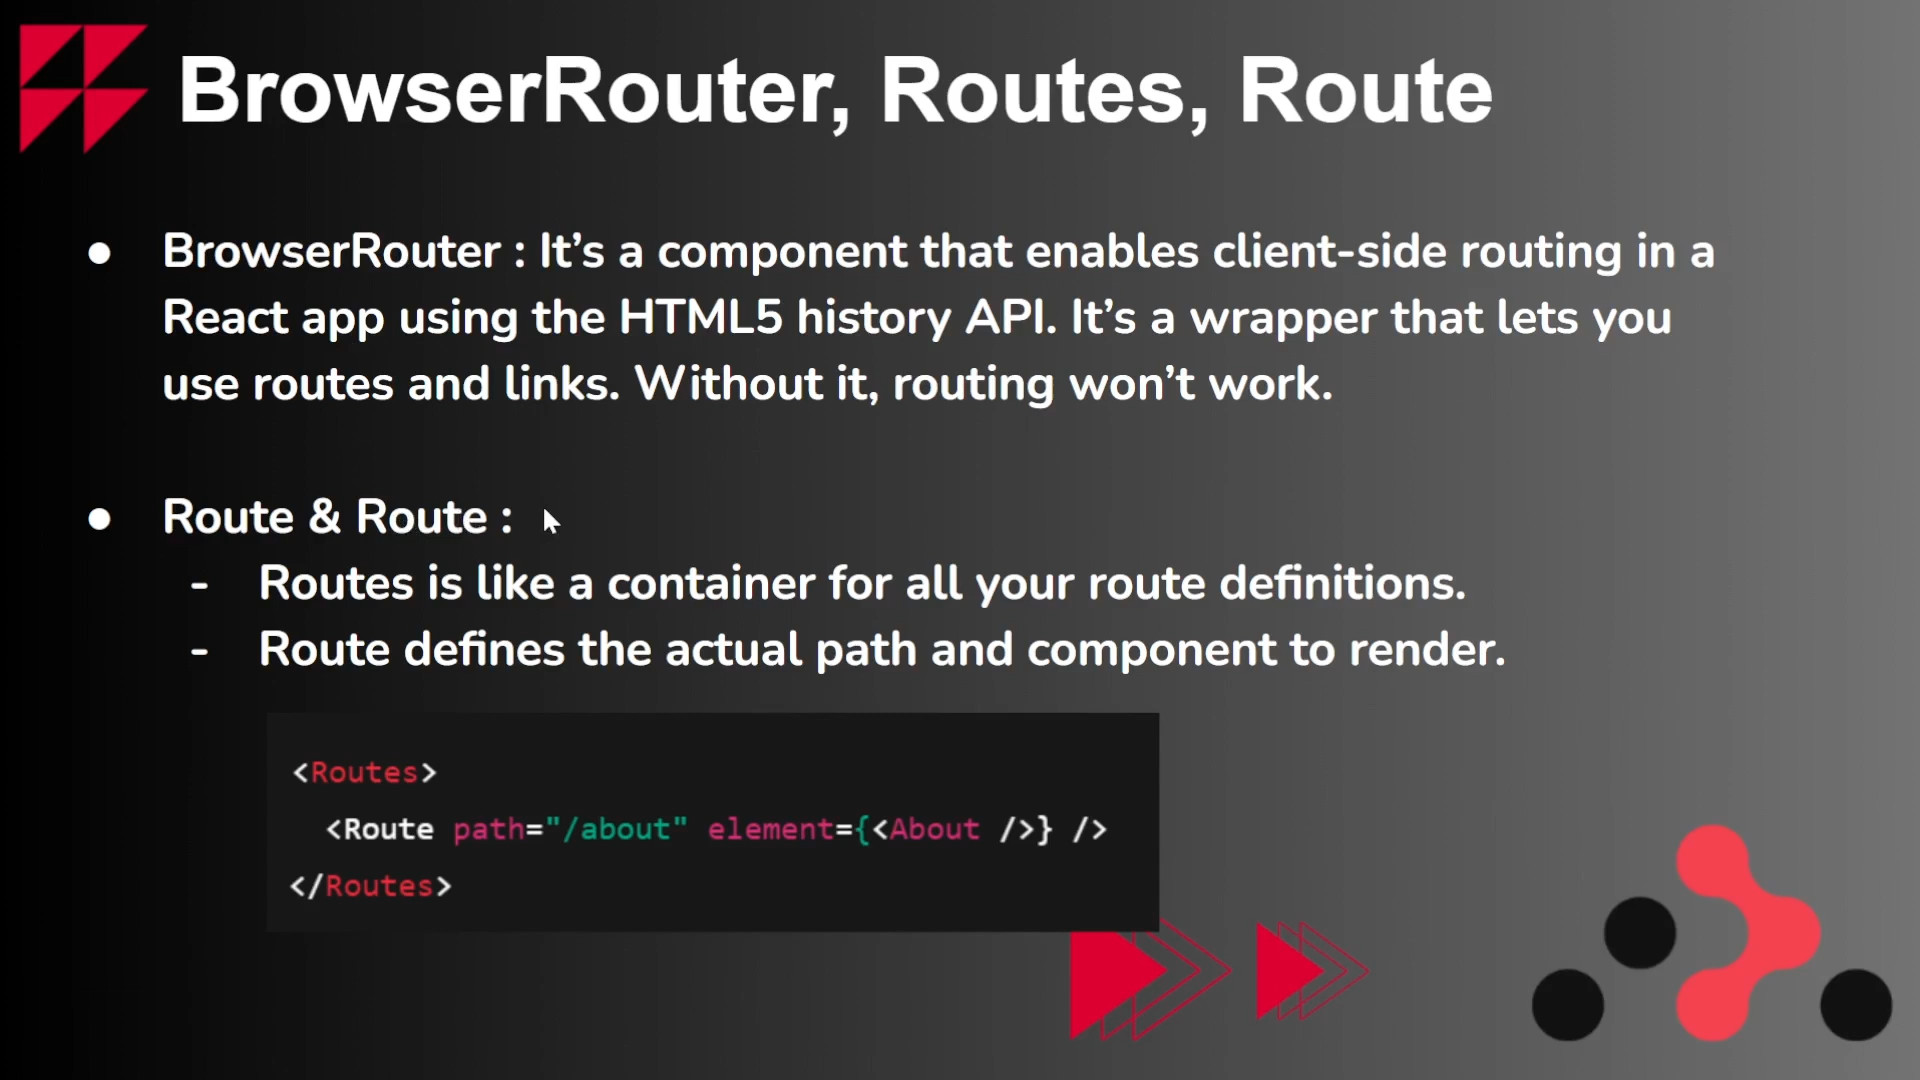 BrowserRouter, Routes, Route
● BrowserRouter : It’s a component that enables client-side routing in a
React app using the HTML5 history API. It’s a wrapper that lets you
use routes and links. Without it, routing won’t work.
● Route & Route :
- Routes is like a container for all your route definitions.
- Route defines the actual path and component to render.
<Routes>
  <Route path="/about" element={<About />} />
</Routes>